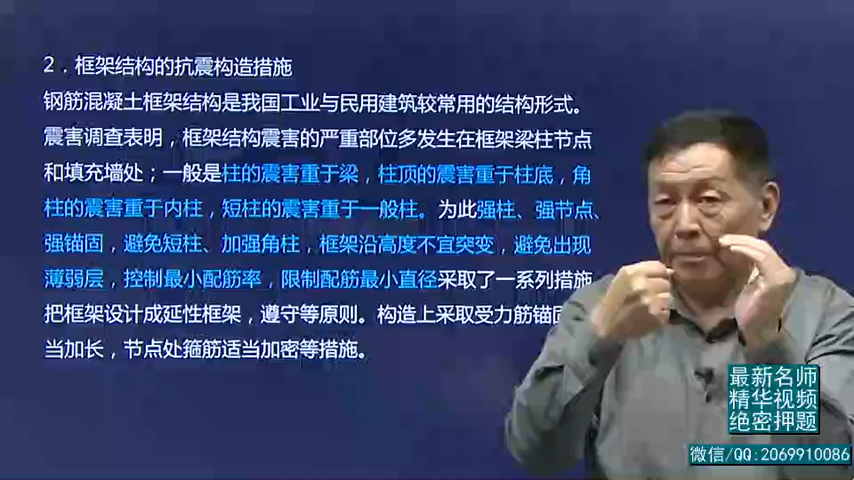 2．框架结构的抗震构造措施
钢筋混凝土框架结构是我国工业与民用建筑较常用的结构形式。
震害调查表明，框架结构震害的严重部位多发生在框架梁柱节点
和填充墙处；一般是柱的震害重于梁，柱顶的震害重于柱底，角
柱的震害重于内柱，短柱的震害重于一般柱。为此强柱、强节点、
强锚固，避免短柱、加强角柱，框架沿高度不宜突变，避免出现
薄弱层，控制最小配筋率，限制配筋最小直径采取了一系列措施
把框架设计成延性框架，遵守等原则。构造上采取受力筋锚固
当加长，节点处箍筋适当加密等措施。
最新名师
精华视频
绝密押题
微信/QQ:2069910086